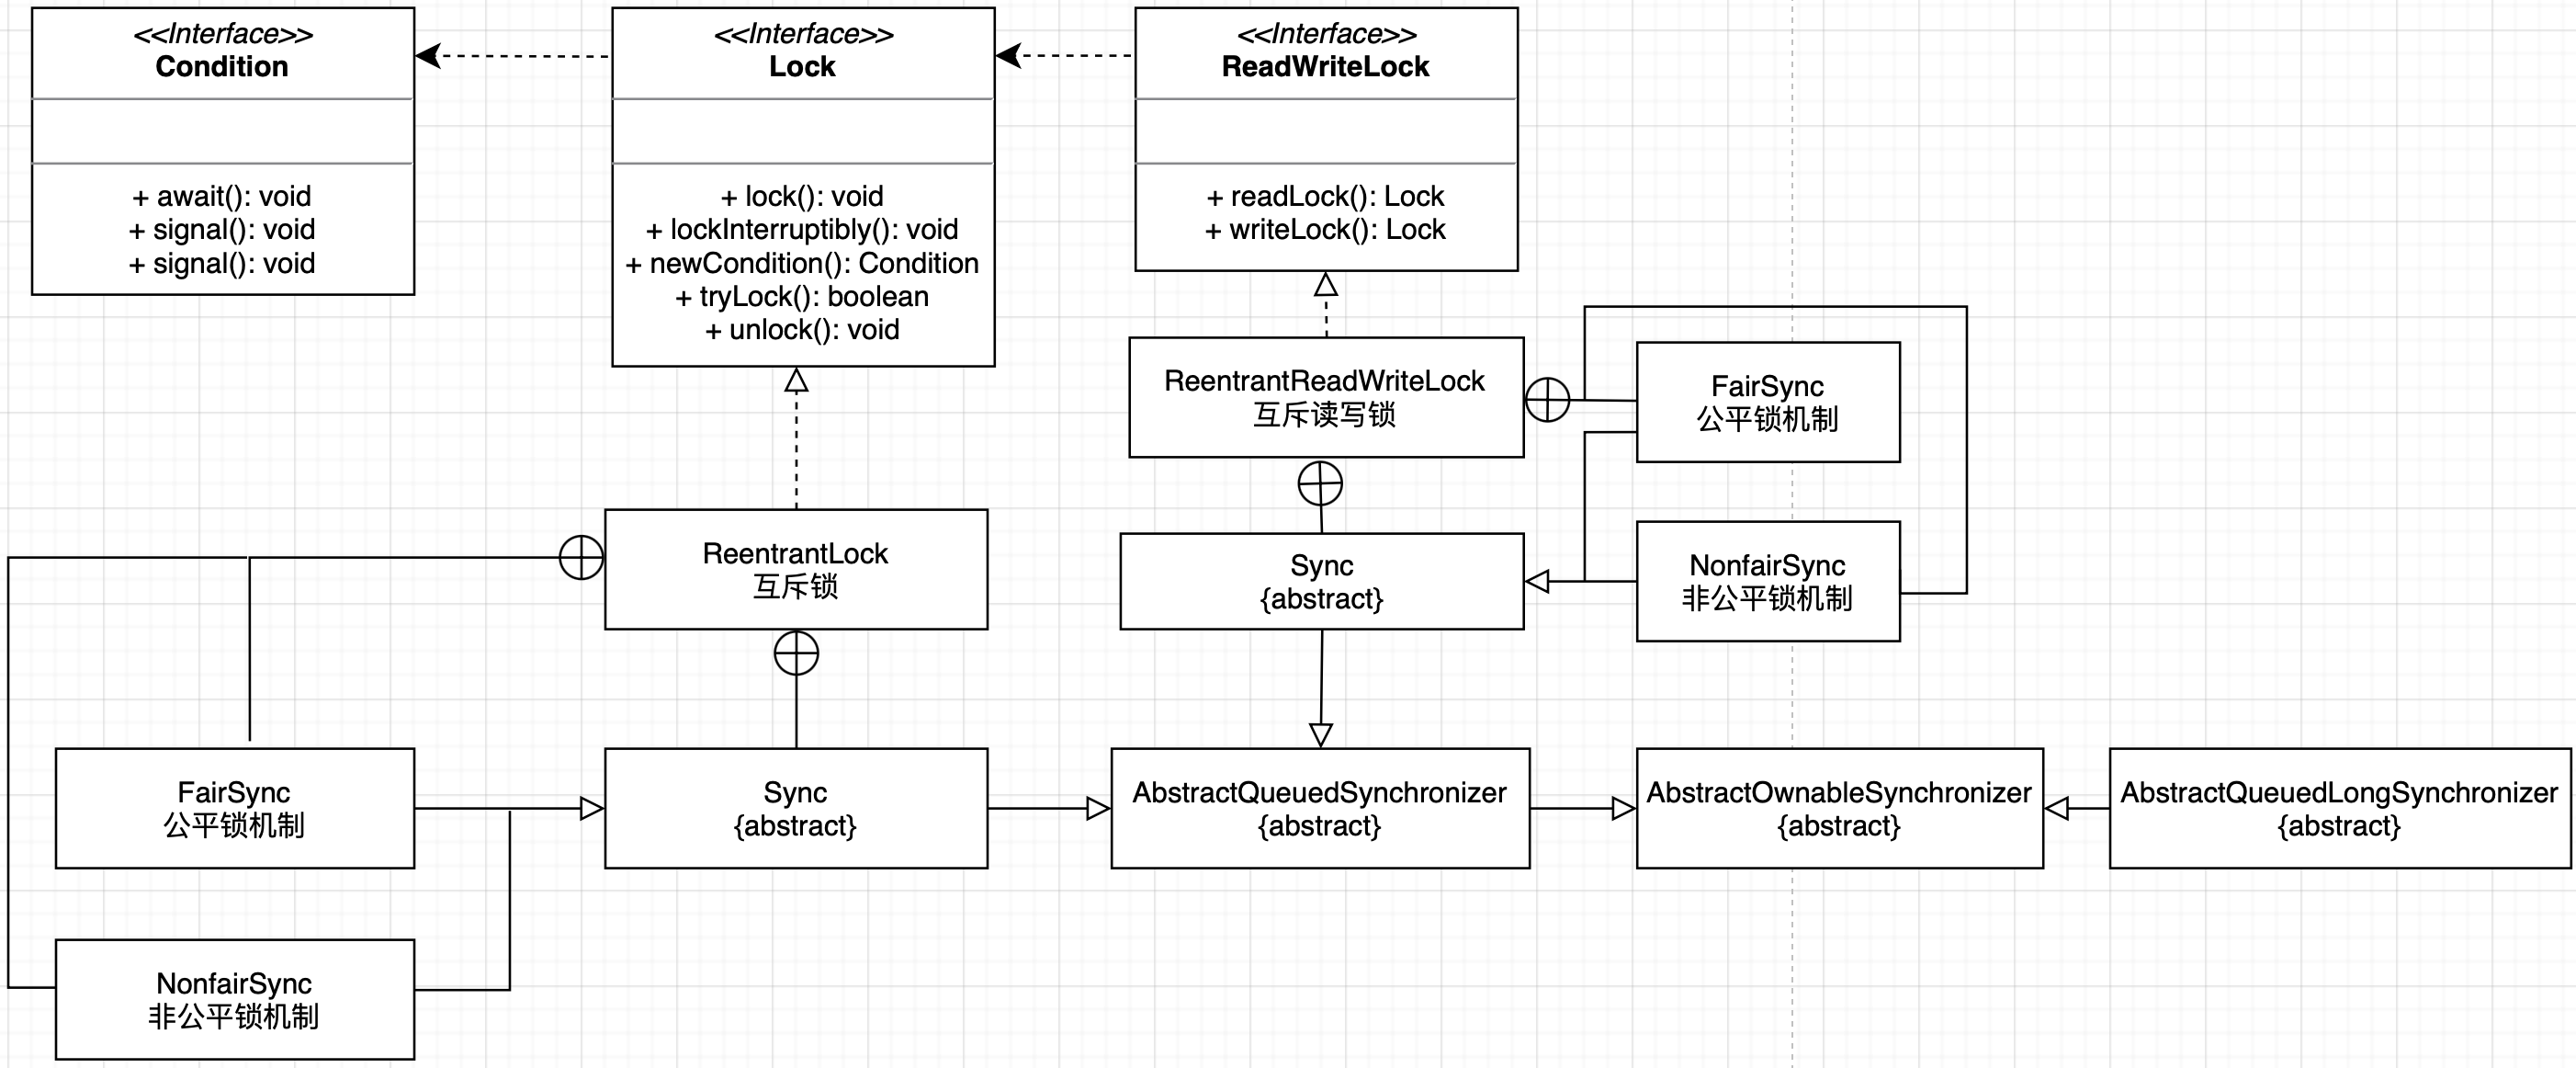 <<Interface>>
Condition
+ await(): void
+ signal(): void
+ signal(): void
<<Interface>>
Lock
+ lock(): void
+ lockInterruptibly(): void
+ newCondition(): Condition
+ tryLock(): boolean
+ unlock(): void
<<Interface>>
ReadWriteLock
+ readLock(): Lock
+ writeLock(): Lock
ReentrantReadWriteLock
互斥读写锁
FairSync
公平锁机制
ReentrantLock
互斥锁
Sync
{abstract}
NonfairSync
非公平锁机制
FairSync
公平锁机制
Sync
{abstract}
AbstractQueuedSynchronizer
{abstract}
AbstractOwnableSynchronizer
{abstract}
AbstractQueuedLongSynchronizer
{abstract}
NonfairSync
非公平锁机制